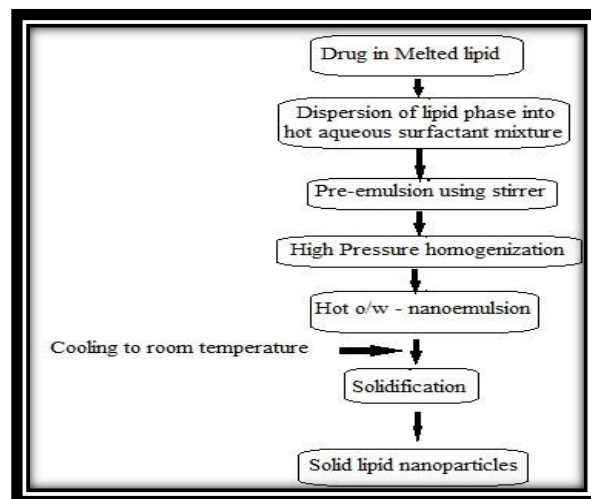 Drug in Melted lipid
Dispersion of lipid phase into
hot aqueous surfactant mixture
Pre-emulsion using stirrer
High Pressure homogenization
Hot o/w - nanoemulsion
Cooling to room temperature
Solidification
Solid lipid nanoparticles